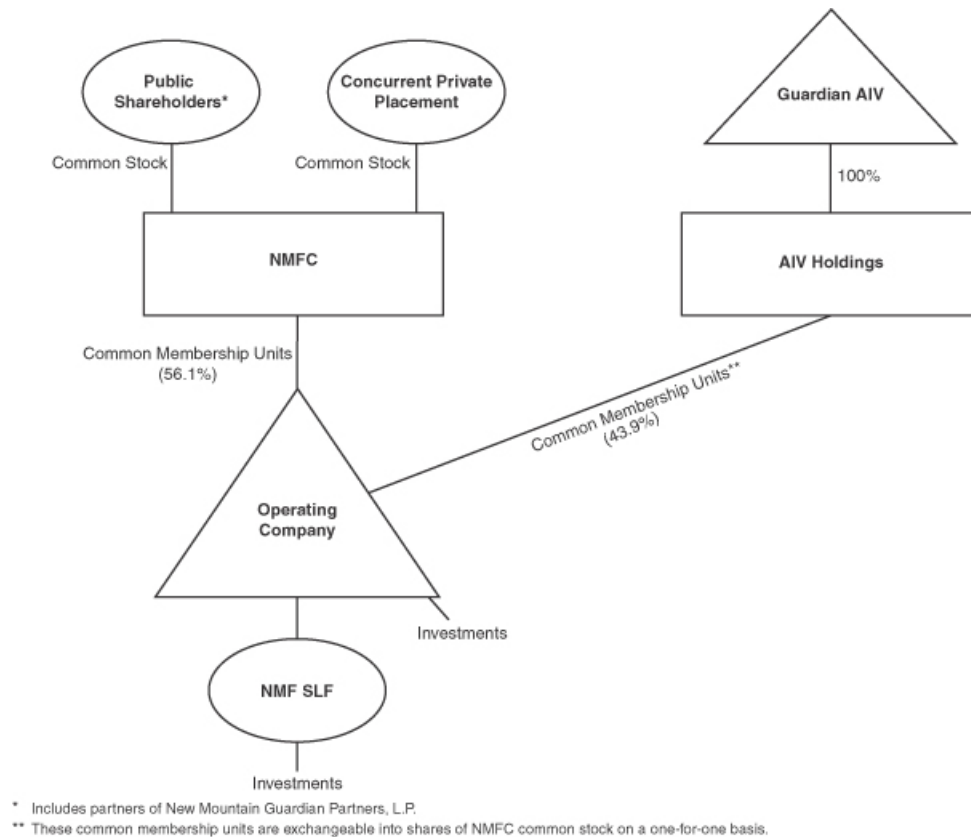 Public
Shareholders*
Concurrent Private
Placement
Guardian AIV
Common Stock
Common Stock
100%
NMFC
AIV Holdings
Common Membership Units
(56.1%)
Common Membership Units**
(43.9%)
Operating
Company
Investments
NMF SLF
Investments
* Includes partners of New Mountain Guardian Partners, L.P.
** These common membership units are exchangeable into shares of NMFC common stock on a one-for-one basis.